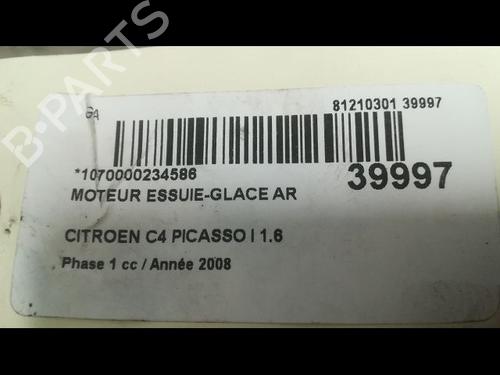 GA
81210301 39997
*1070000234586
39997
MOTEUR ESSUIE-GLACE AR
CITROEN C4 PICASSO I 1.6
Phase 1 cc / Année 2008
B-PARTS